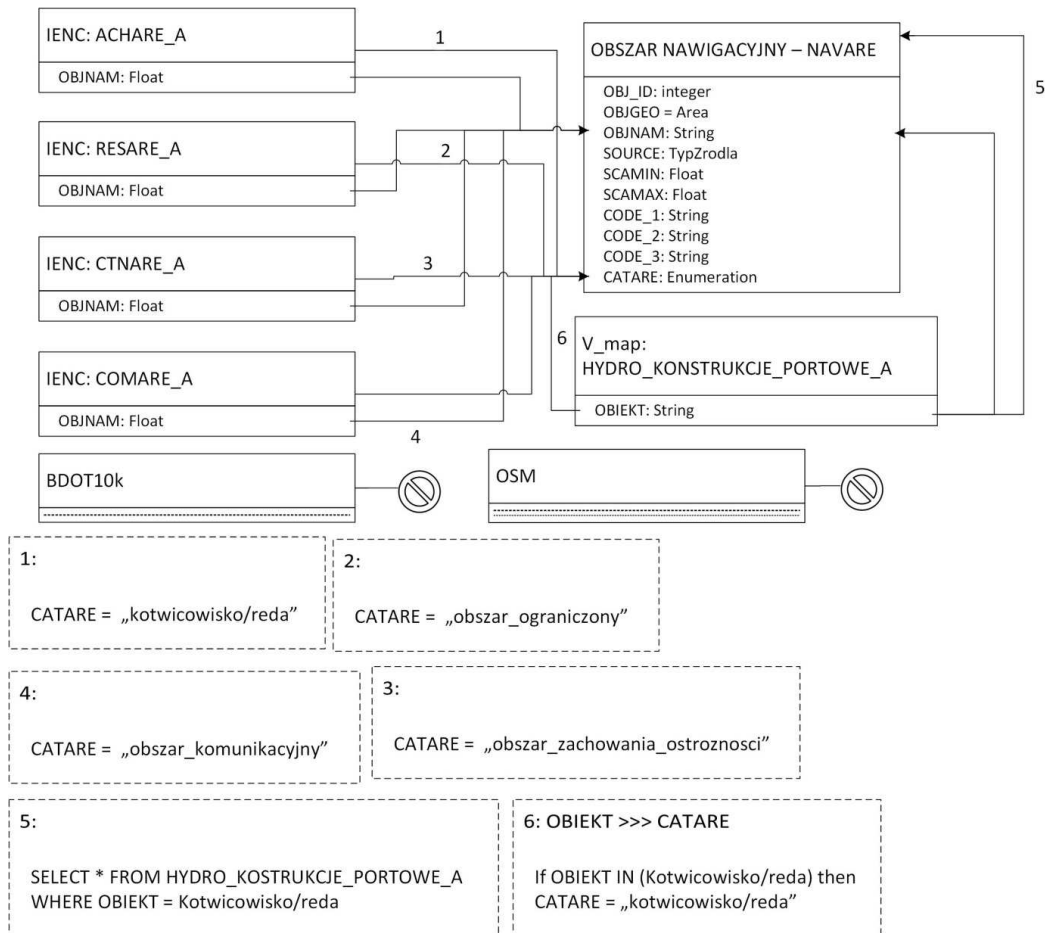 IENC: ACHARE_A
OBJNAM: Float
1
OBSZAR NAWIGACYJNY – NAVARE
OBJ_ID: integer
OBJGEO = Area
OBJNAM: String
SOURCE: TypZrodla
SCAMIN: Float
SCAMAX: Float
CODE_1: String
CODE_2: String
CODE_3: String
CATARE: Enumeration
5
IENC: RESARE_A
OBJNAM: Float
2
IENC: CTNARE_A
OBJNAM: Float
3
IENC: COMARE_A
OBJNAM: Float
4
6
V_map:
HYDRO_KONSTRUKCJE_PORTOWE_A
OBIEKT: String
BDOT10k
OSM
1:
CATARE = „kotwicowisko/reda”
2:
CATARE = „obszar_ograniczony”
4:
CATARE = „obszar_komunikacyjny”
3:
CATARE = „obszar_zachowania_ostroznosci”
5:
SELECT * FROM HYDRO_KOSTRUKCJE_PORTOWE_A
WHERE OBIEKT = Kotwicowisko/reda
6: OBIEKT >>> CATARE
If OBIEKT IN (Kotwicowisko/reda) then
CATARE = „kotwicowisko/reda”